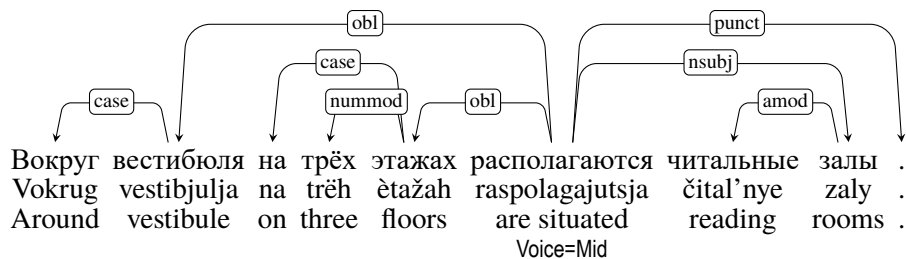 obl punct
case nsubj
case nummod obl amod
Вокруг вестибюля на трёх этажах располагаются читальные залы .
Vokrug vestibjulja na trëh ètažah raspolagajutsja čital’nye zaly .
Around vestibule on three floors are situated reading rooms .
Voice=Mid